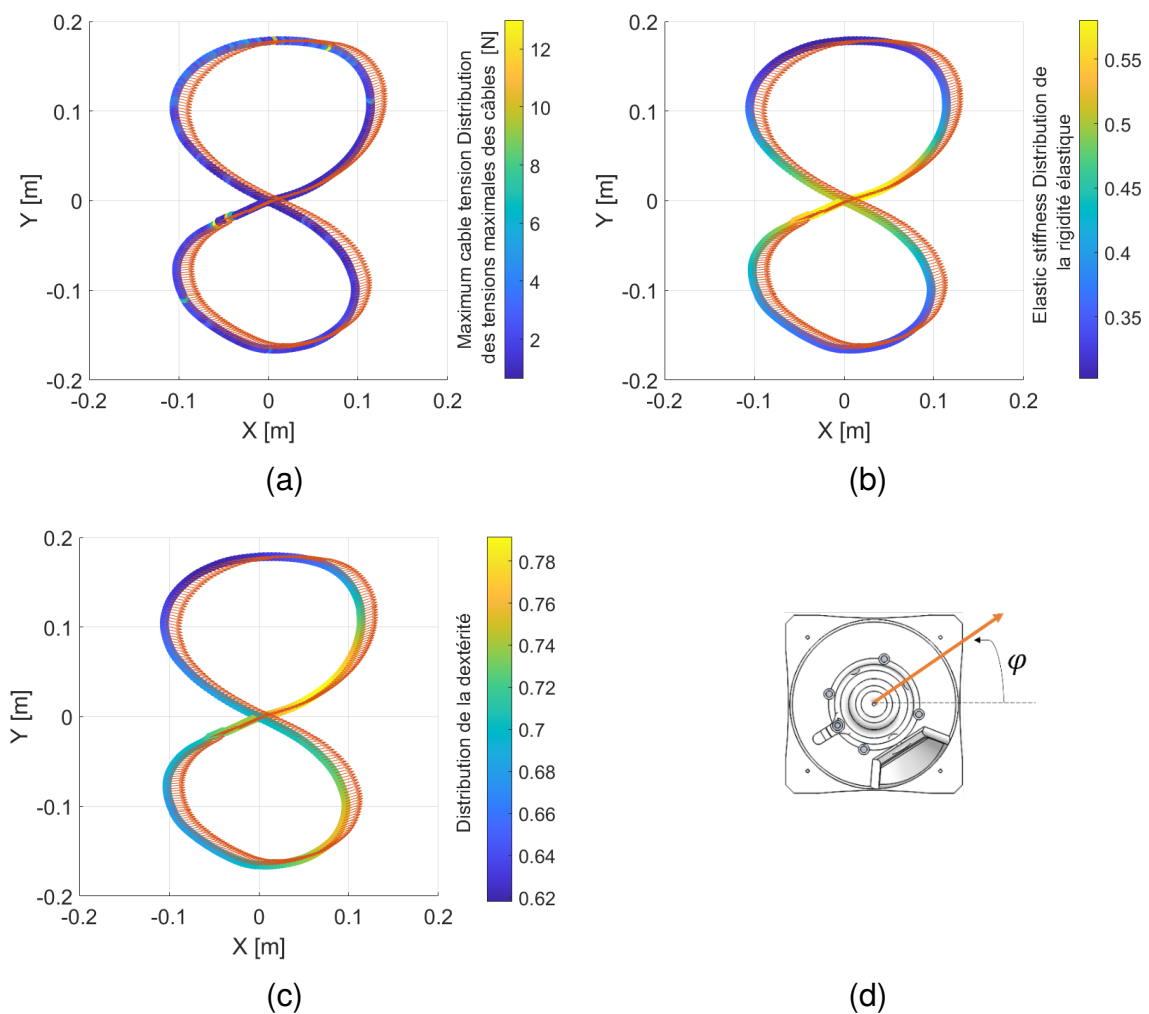 0.2
0.1
0
-0.1
-0.2
Y [m]
-0.2 -0.1 0 0.1 0.2
X [m]
12
10
8
6
4
2
Maximum cable tension Distribution
des tensions maximales des câbles [N]
(a)
0.2
0.1
0
-0.1
-0.2
Y [m]
-0.2 -0.1 0 0.1 0.2
X [m]
0.55
0.5
0.45
0.4
0.35
Elastic stiffness Distribution de
la rigidité élastique
(b)
0.2
0.1
0
-0.1
-0.2
Y [m]
-0.2 -0.1 0 0.1 0.2
X [m]
0.78
0.76
0.74
0.72
0.7
0.68
0.66
0.64
0.62
Distribution de la dextérité
(c)
φ
(d)